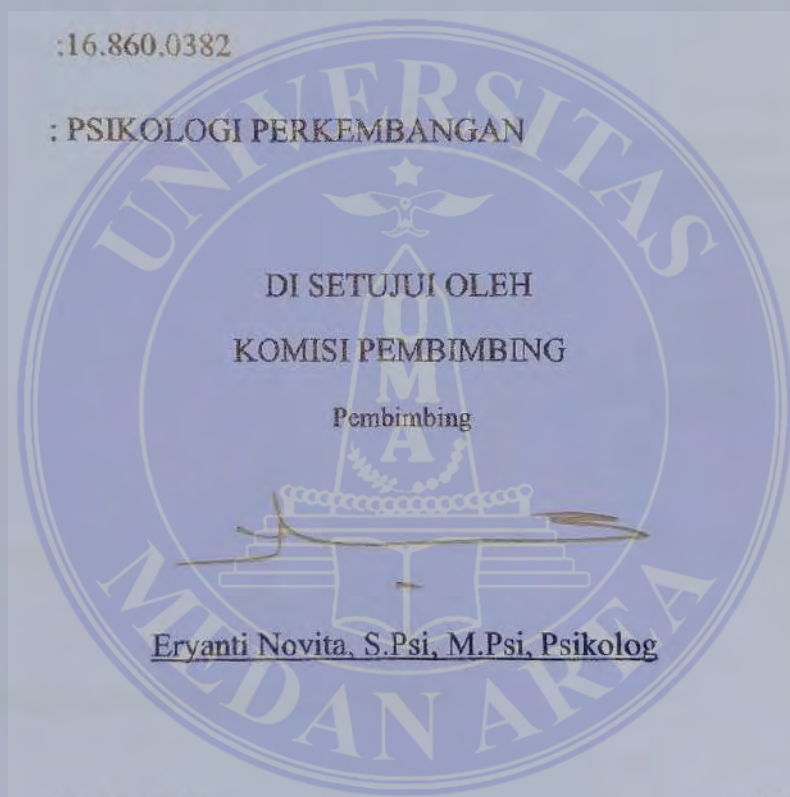 :16.860.0382
: PSIKOLOGI PERKEMBANGAN
DI SETUJUI OLEH
KOMISI PEMBIMBING
Pembimbing
Eryanti Novita, S.Psi, M.Psi, Psikolog
UNIVERSITAS
UMA
MEDAN AREA